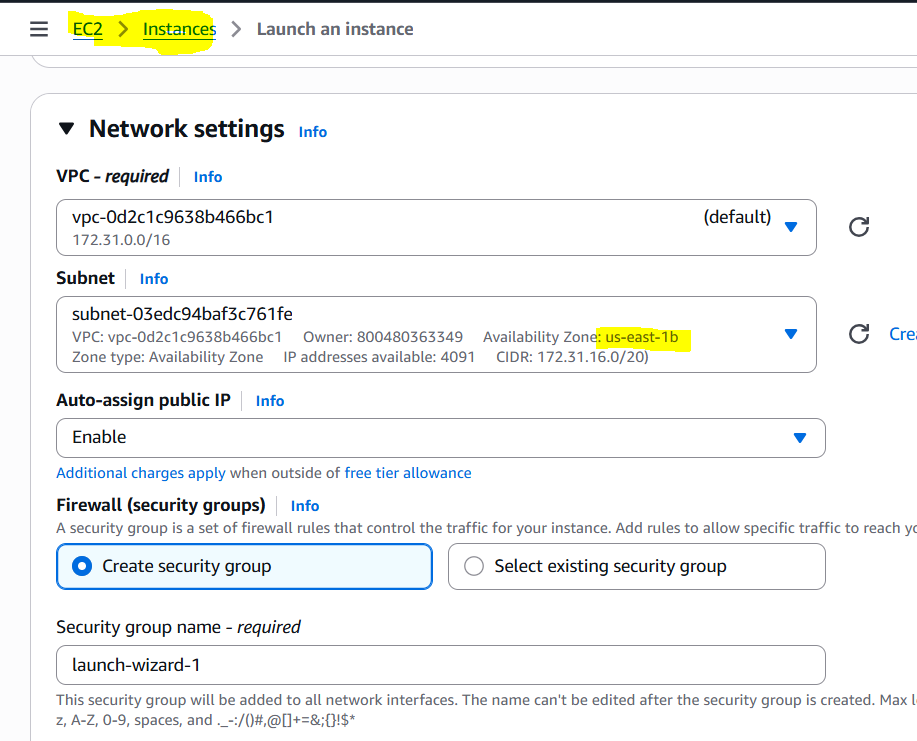 EC2 > Instances > Launch an instance
Network settings Info
VPC - required Info
vpc-0d2c1c9638b466bc1 (default)
172.31.0.0/16
Subnet Info
subnet-03edc94baf3c761fe
VPC: vpc-0d2c1c9638b466bc1 Owner: 800480363349 Availability Zone: us-east-1b
Zone type: Availability Zone IP addresses available: 4091 CIDR: 172.31.16.0/20)
Auto-assign public IP Info
Enable
Additional charges apply when outside of free tier allowance
Firewall (security groups) Info
A security group is a set of firewall rules that control the traffic for your instance. Add rules to allow specific traffic to reach
Create security group
Select existing security group
Security group name - required
launch-wizard-1
This security group will be added to all network interfaces. The name can't be edited after the security group is created. Max
z, A-Z, 0-9, spaces, and ._-:/()#,@[]+=&;{}!$*